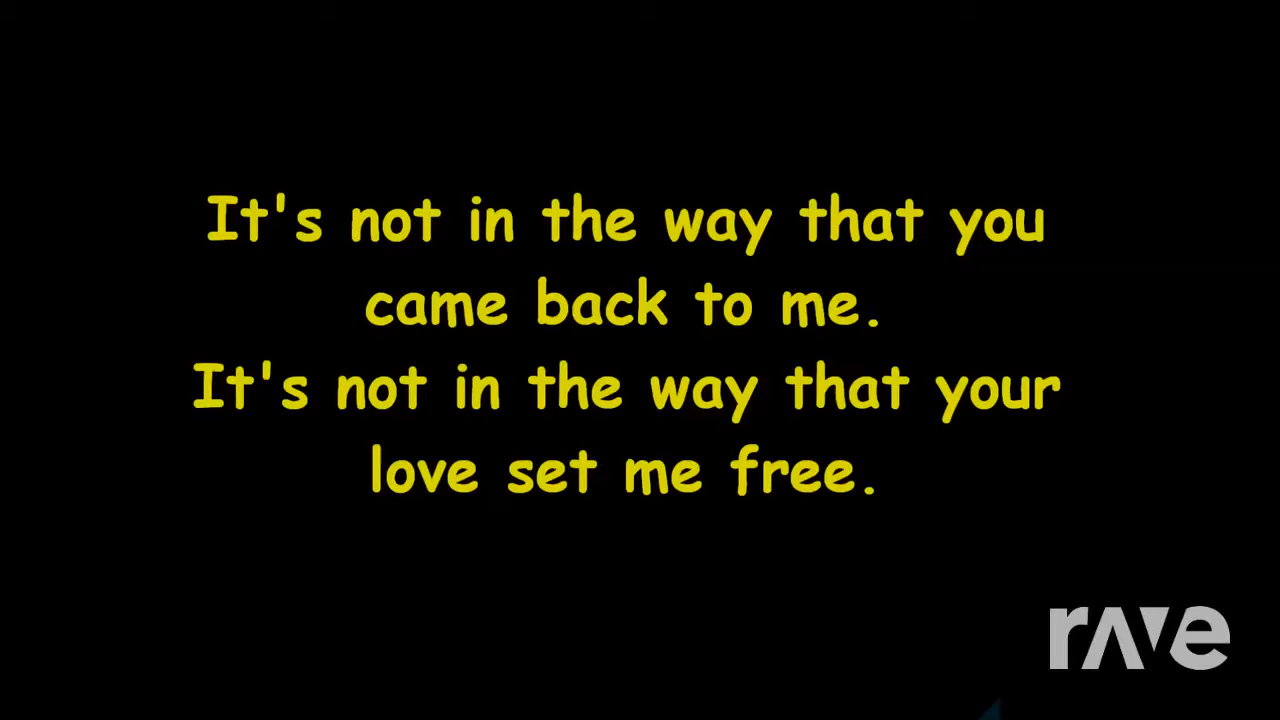 It's not in the way that you
came back to me.
It's not in the way that your
love set me free.
rave